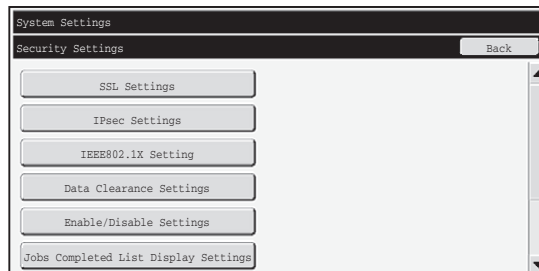 System Settings
Security Settings
Back
SSL Settings
IPsec Settings
IEEE802.1X Setting
Data Clearance Settings
Enable/Disable Settings
Jobs Completed List Display Settings